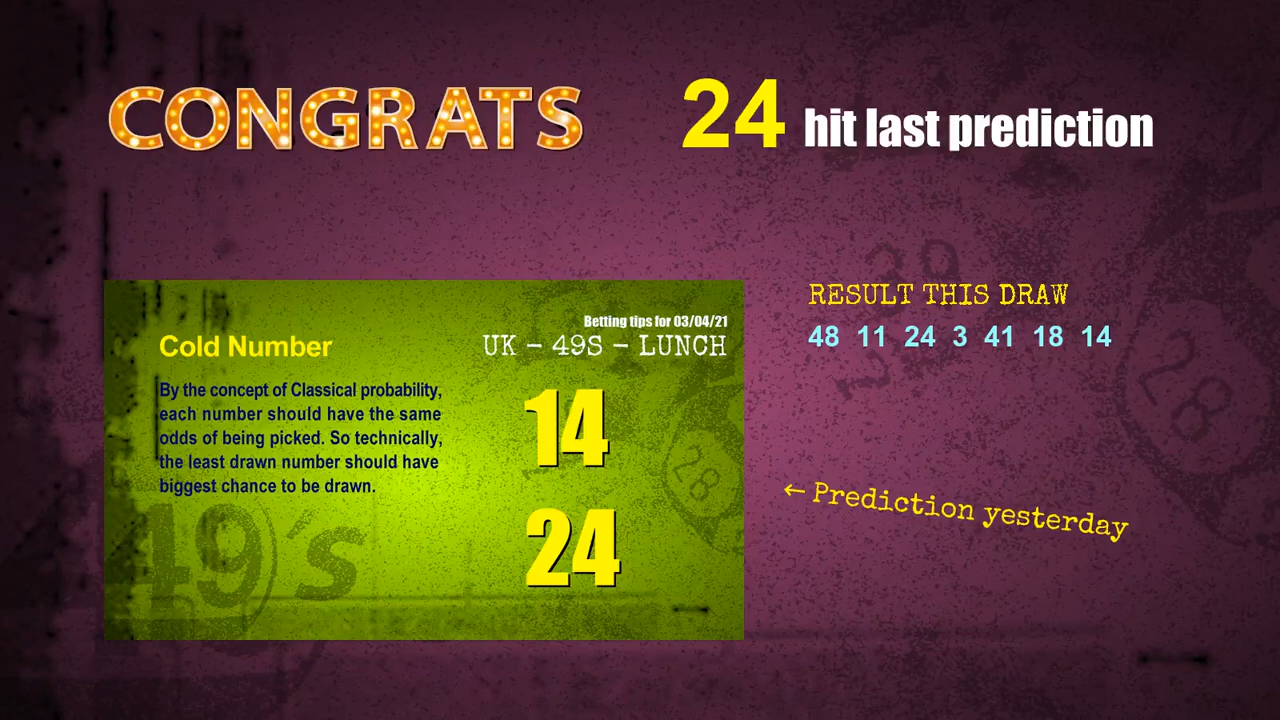 CONGRATS
24 hit last prediction
Betting tips for 03/04/21
Cold Number
UK - 49S - LUNCH
By the concept of Classical probability,
each number should have the same
odds of being picked. So technically,
the least drawn number should have
biggest chance to be drawn.
14
24
28
49's
RESULT THIS DRAW
48 11 24 3 41 18 14
← Prediction yesterday
39
28